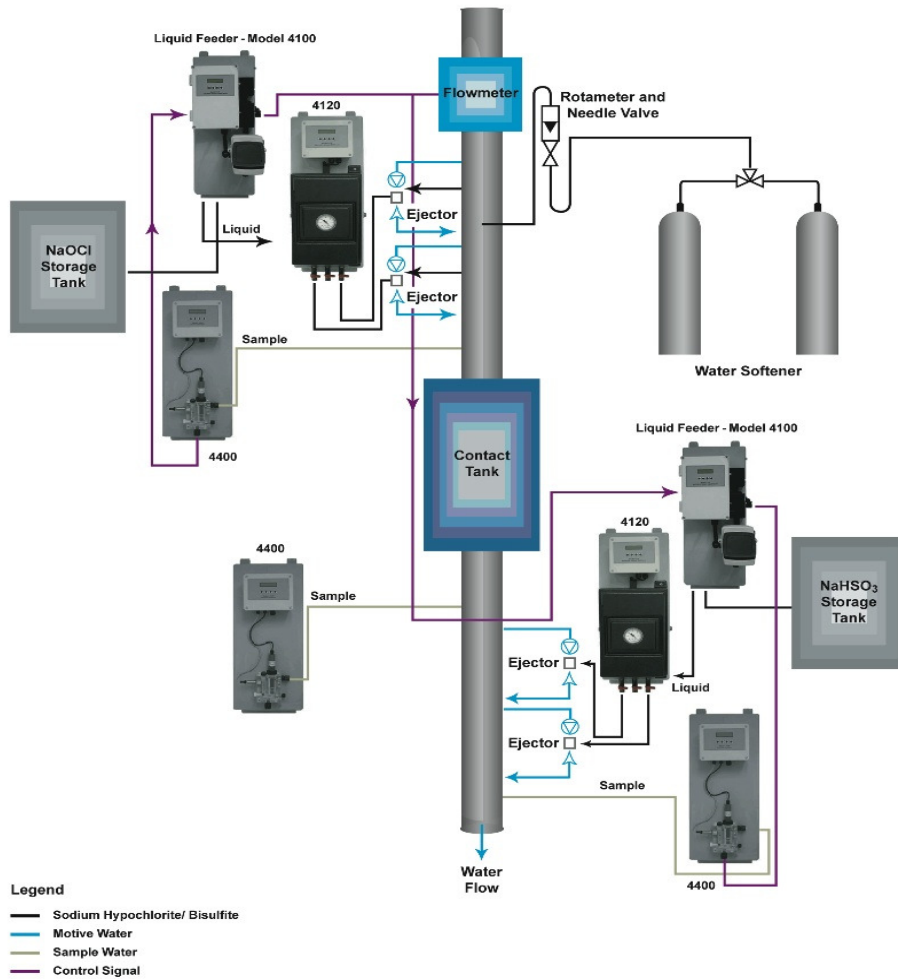 Liquid Feeder - Model 4100
Flowmeter
4120
Rotameter and
Needle Valve
Ejector
Liquid
NaOCl
Storage
Tank
Ejector
Sample
Water Softener
4400
Contact
Tank
Liquid Feeder - Model 4100
4120
4400
Sample
NaHSO₃
Storage
Tank
Ejector
Liquid
Ejector
Sample
4400
Water
Flow
Legend
Sodium Hypochlorite/ Bisulfite
Motive Water
Sample Water
Control Signal